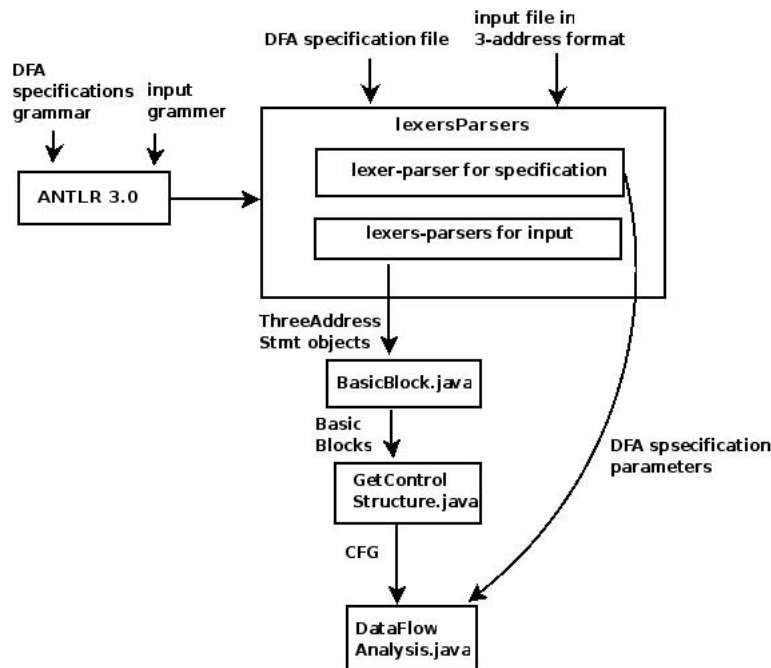 DFA specification file
input file in
3-address format
DFA
specifications
grammar
input
grammer
lexersParsers
lexer-parser for specification
ANTLR 3.0
lexers-parsers for input
ThreeAddress
Stmt objects
BasicBlock.java
Basic
Blocks
DFA spsecification
parameters
GetControl
Structure.java
CFG
DataFlow
Analysis.java